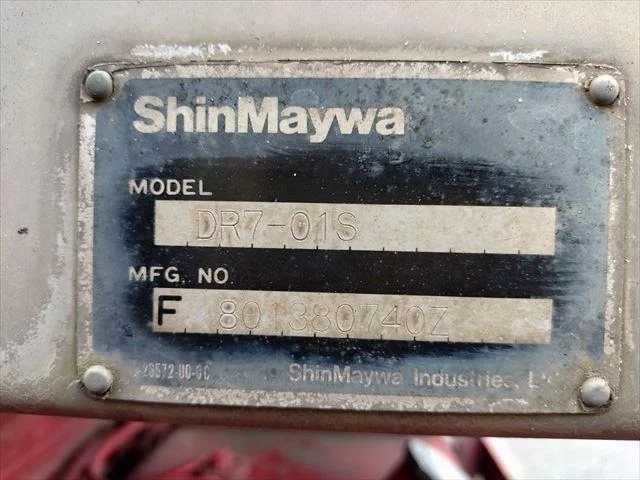 ShinMaywa
MODEL
DR7-01S
MFG. NO
F 801380740Z
ShinMaywa Industries,